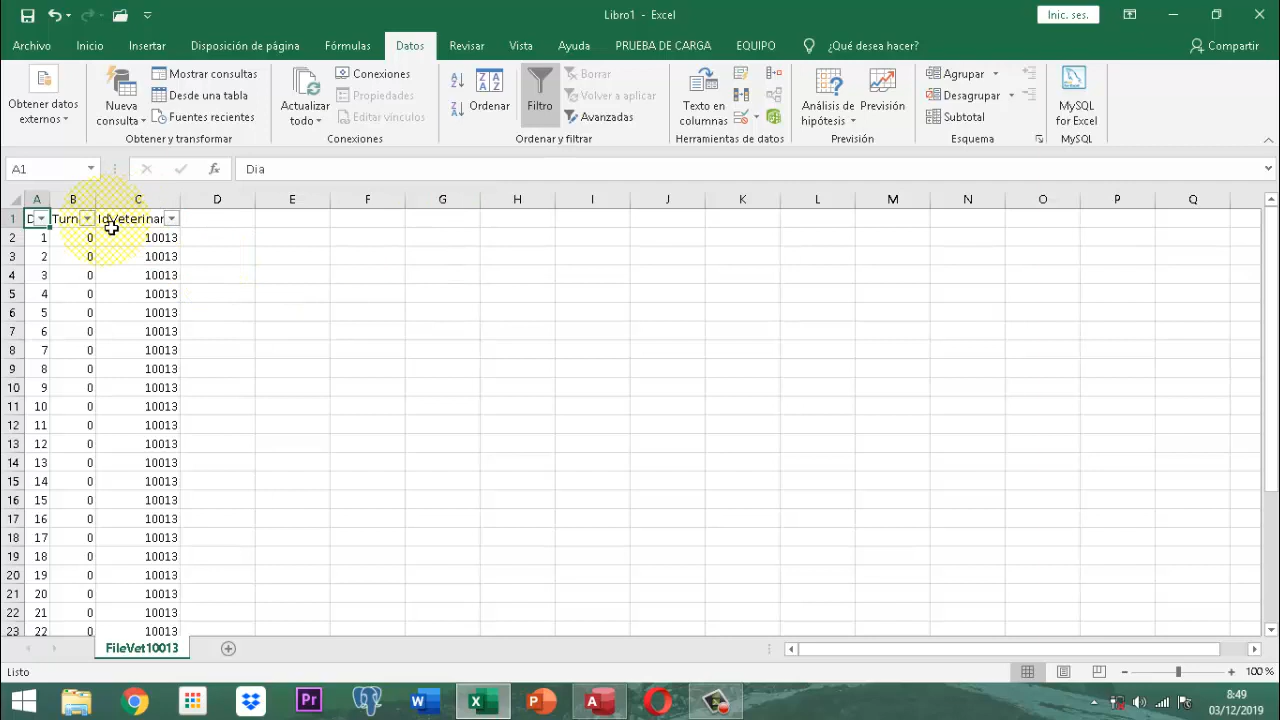 Libro1 - Excel
Inic. ses.
Archivo Inicio Insertar Disposición de página Fórmulas Datos Revisar Vista Ayuda PRUEBA DE CARGA EQUIPO ¿Qué desea hacer? Compartir
Obtener datos externos
Nueva consulta
Mostrar consultas
Desde una tabla
Fuentes recientes
Obtener y transformar
Actualizar todo
Conexiones
Propiedades
Editar vínculos
Conexiones
Ordenar
Filtro
Borrar
Volver a aplicar
Avanzadas
Ordenar y filtrar
Texto en columnas
Herramientas de datos
Análisis de hipótesis
Previsión
Previsión
Agrupar
Desagrupar
Subtotal
Esquema
MySQL for Excel
MySQL
A1 fx Dia
A B C D E F G H I J K L M N O P Q
1 D Turn IdVeterinar
2 1 0 10013
3 2 0 10013
4 3 0 10013
5 4 0 10013
6 5 0 10013
7 6 0 10013
8 7 0 10013
9 8 0 10013
10 9 0 10013
11 10 0 10013
12 11 0 10013
13 12 0 10013
14 13 0 10013
15 14 0 10013
16 15 0 10013
17 16 0 10013
18 17 0 10013
19 18 0 10013
20 19 0 10013
21 20 0 10013
22 21 0 10013
23 22 0 10013
FileVet10013
Listo
100 %
8:49
03/12/2019